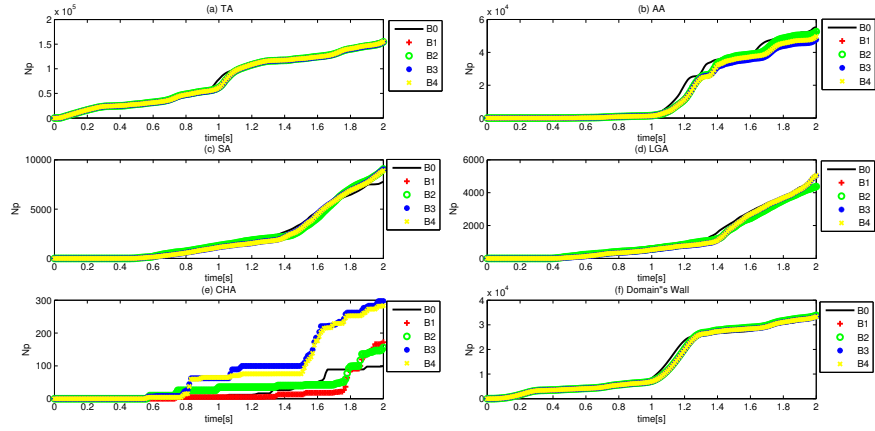 (a) TA
x 10^5
2
1.5
1
0.5
0
Np
0 0.2 0.4 0.6 0.8 1 1.2 1.4 1.6 1.8 2
time[s]
B0
B1
B2
B3
B4
(b) AA
x 10^4
6
4
2
0
Np
0 0.2 0.4 0.6 0.8 1 1.2 1.4 1.6 1.8 2
time[s]
B0
B1
B2
B3
B4
(c) SA
10000
5000
0
Np
0 0.2 0.4 0.6 0.8 1 1.2 1.4 1.6 1.8 2
time[s]
B0
B1
B2
B3
B4
(d) LGA
6000
4000
2000
0
Np
0 0.2 0.4 0.6 0.8 1 1.2 1.4 1.6 1.8 2
time[s]
B0
B1
B2
B3
B4
(e) CHA
300
200
100
0
Np
0 0.2 0.4 0.6 0.8 1 1.2 1.4 1.6 1.8 2
time[s]
B0
B1
B2
B3
B4
(f) Domain"s Wall
x 10^4
4
3
2
1
0
Np
0 0.2 0.4 0.6 0.8 1 1.2 1.4 1.6 1.8 2
time[s]
B0
B1
B2
B3
B4